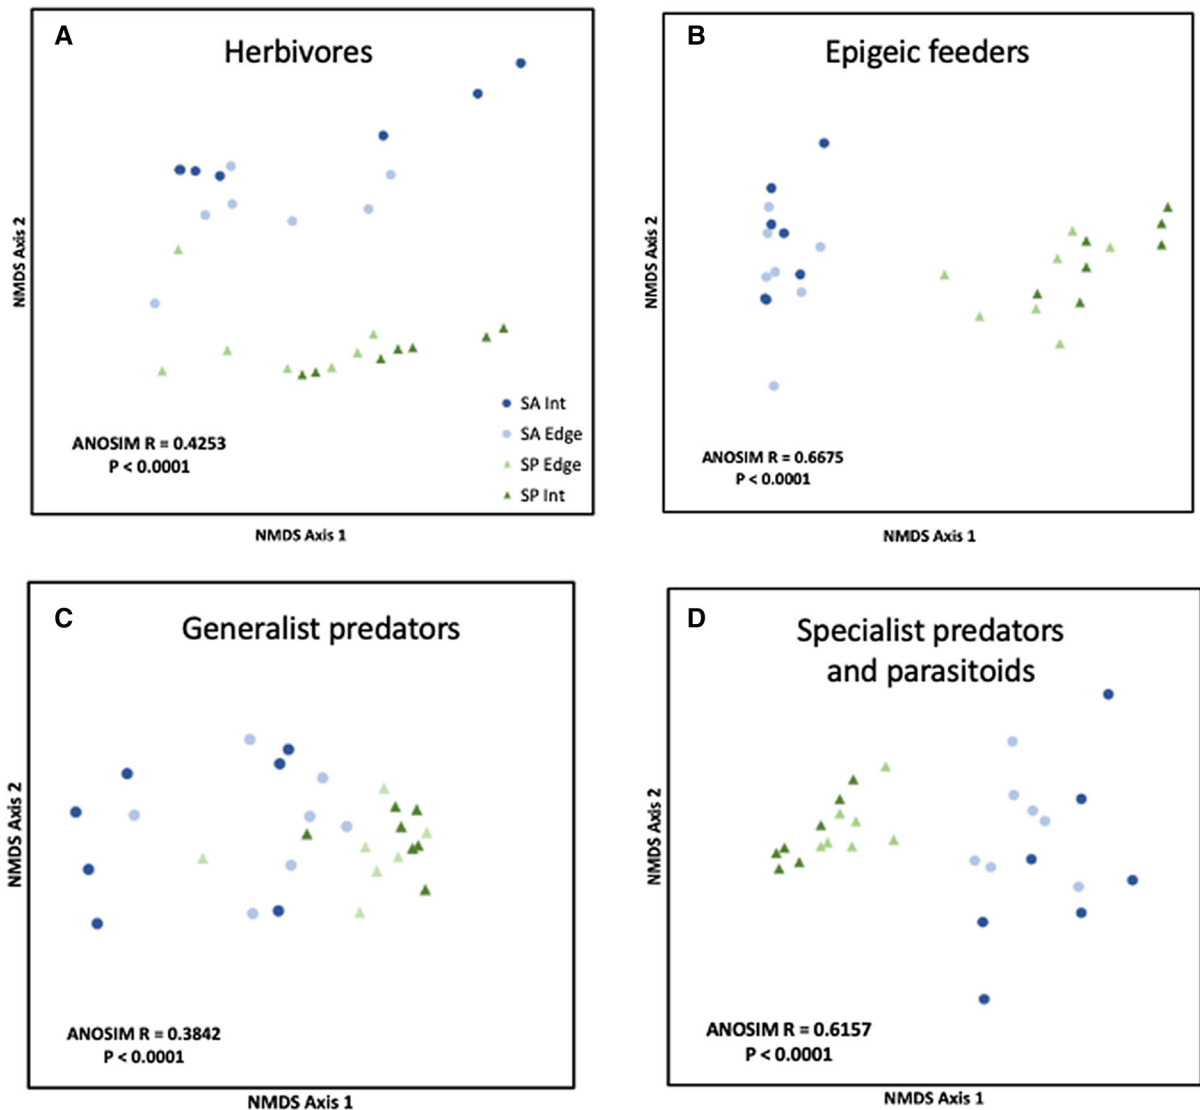 A
Herbivores
NMDS Axis 2
SA Int
SA Edge
SP Edge
SP Int
ANOSIM R = 0.4253
P < 0.0001
NMDS Axis 1
B
Epigeic feeders
NMDS Axis 2
ANOSIM R = 0.6675
P < 0.0001
NMDS Axis 1
C
Generalist predators
NMDS Axis 2
ANOSIM R = 0.3842
P < 0.0001
NMDS Axis 1
D
Specialist predators
and parasitoids
NMDS Axis 2
ANOSIM R = 0.6157
P < 0.0001
NMDS Axis 1